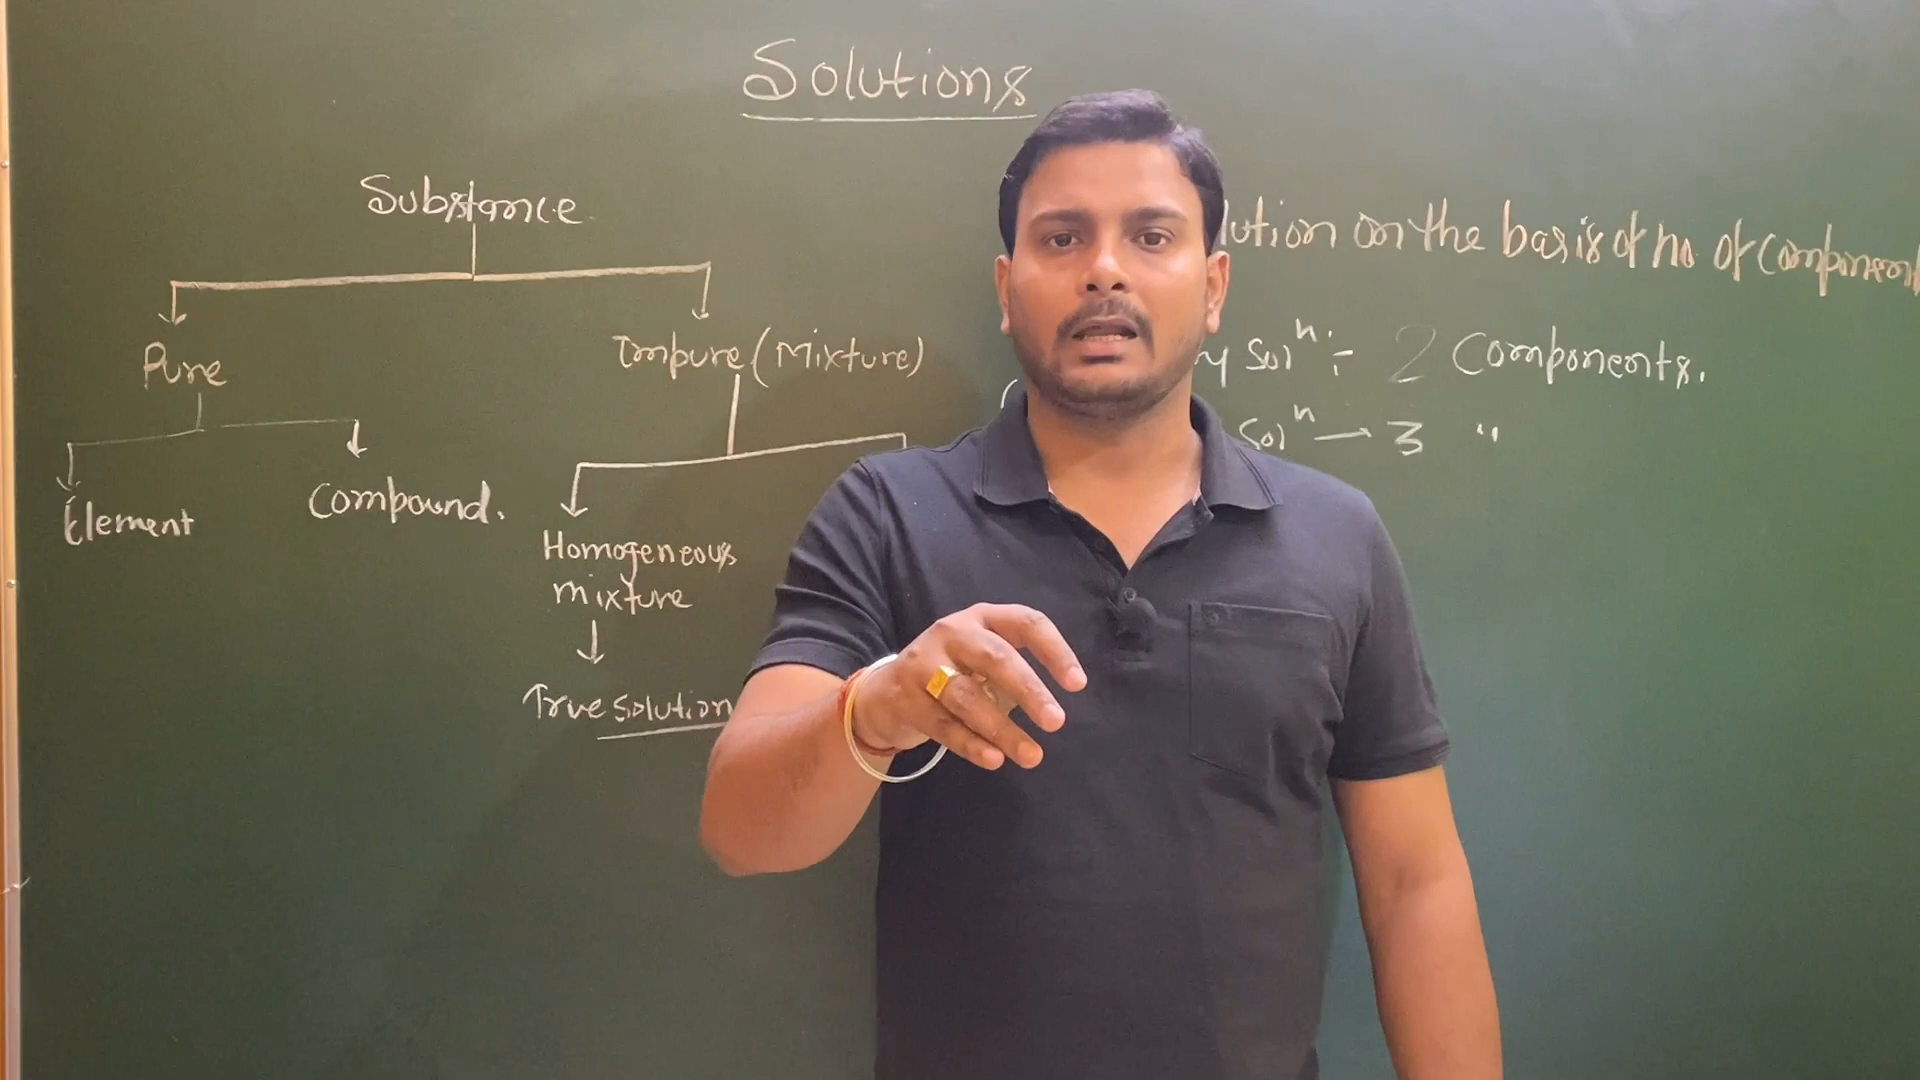 Solutions
Substance
Pure
Impure (Mixture)
Element
Compound.
Homogeneous
mixture
True solution
lution on the basis of no. of Component
y Solⁿ :- 2 Components.
Solⁿ → 3 "